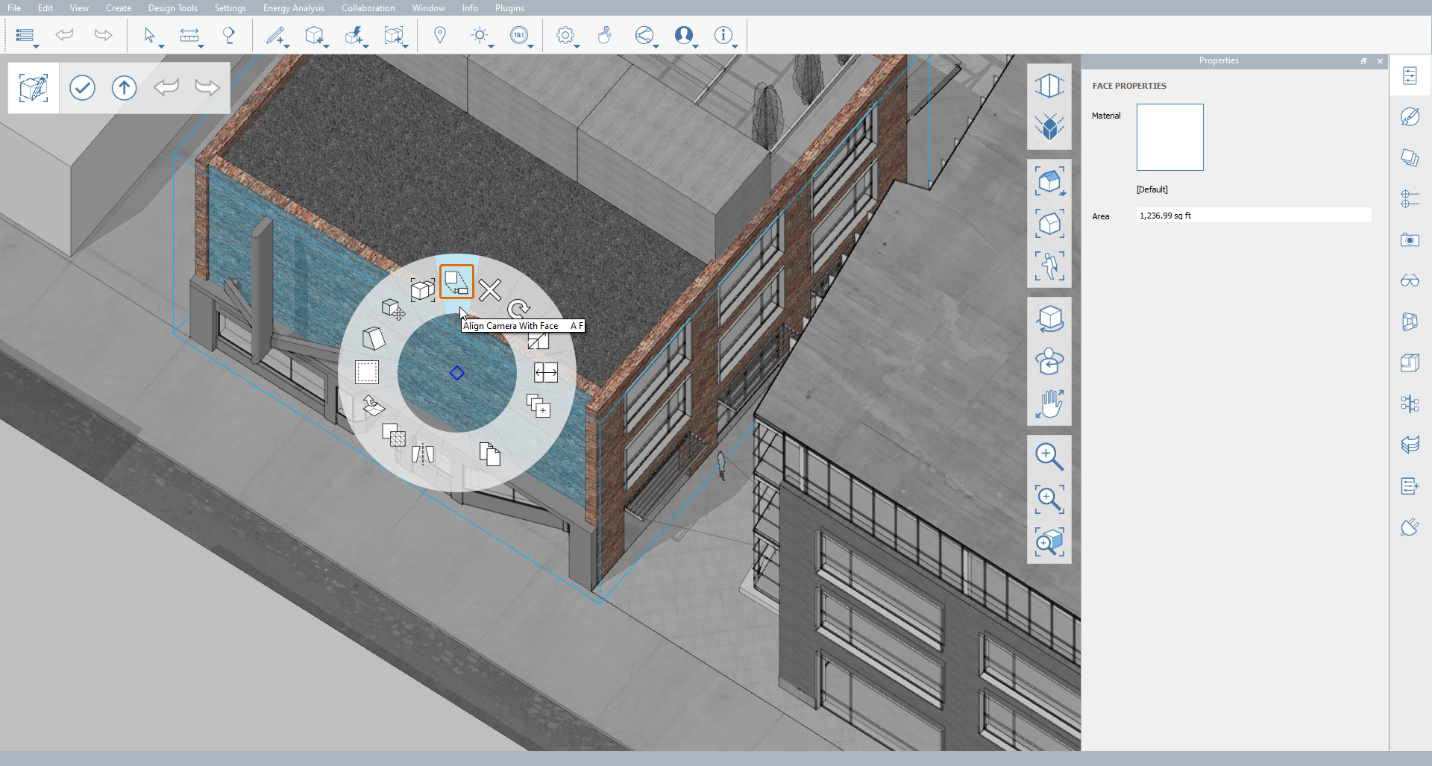 File Edit View Create Design Tools Settings Energy Analysis Collaboration Window Info Plugins
Properties
FACE PROPERTIES
Material
[Default]
Area 1,236.99 sq ft
Align Camera With Face A F